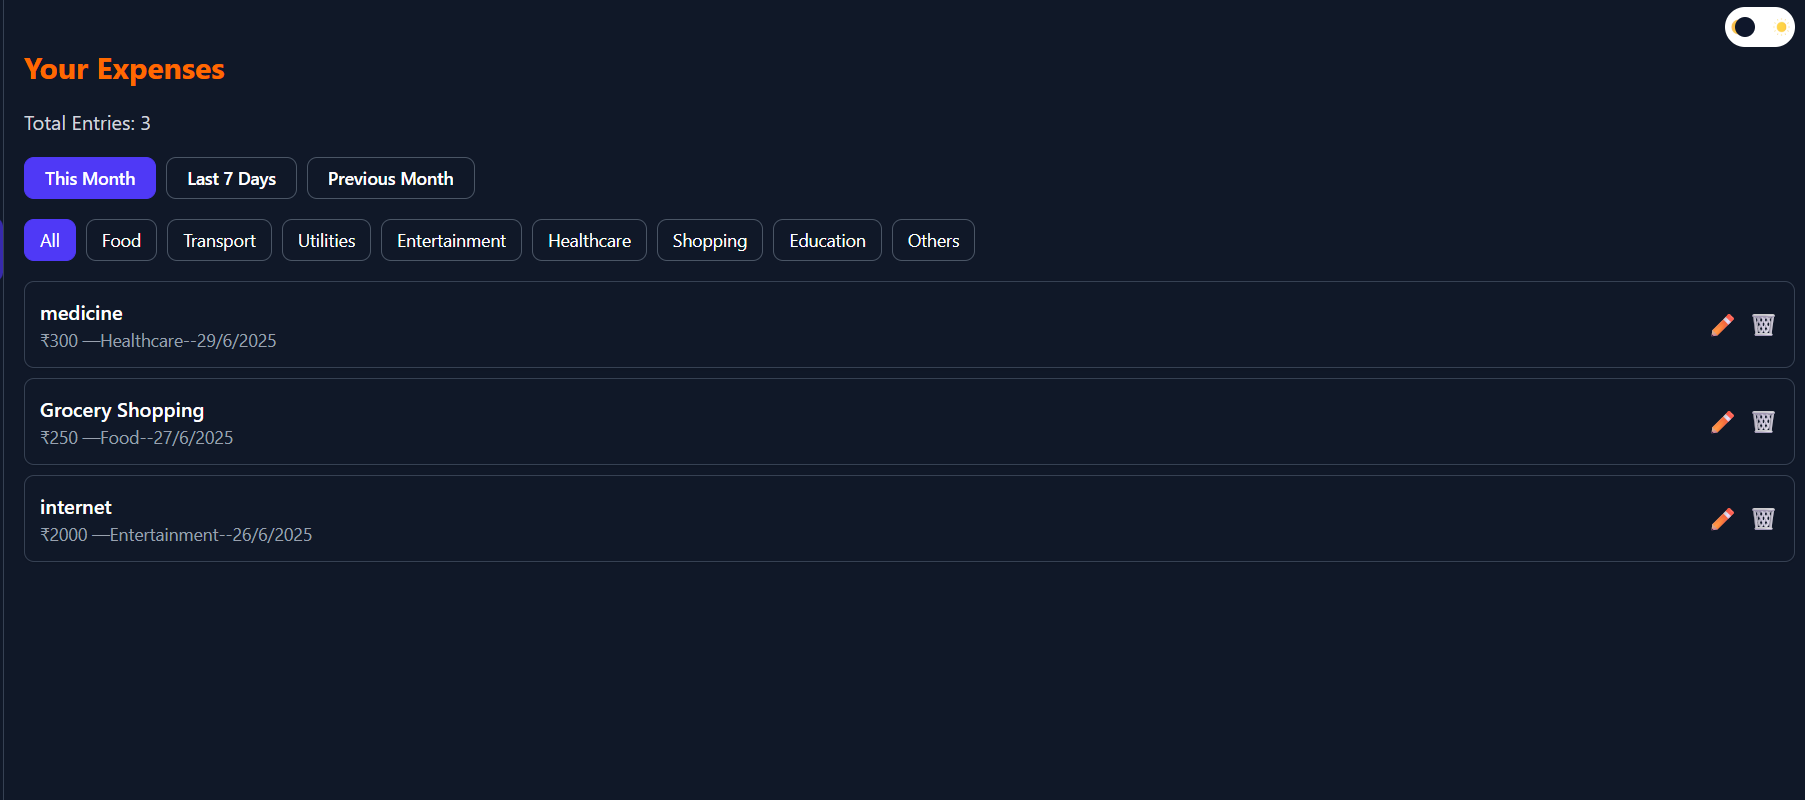 Your Expenses
Total Entries: 3
This Month Last 7 Days Previous Month
All Food Transport Utilities Entertainment Healthcare Shopping Education Others
medicine
₹300 —Healthcare--29/6/2025
Grocery Shopping
₹250 —Food--27/6/2025
internet
₹2000 —Entertainment--26/6/2025